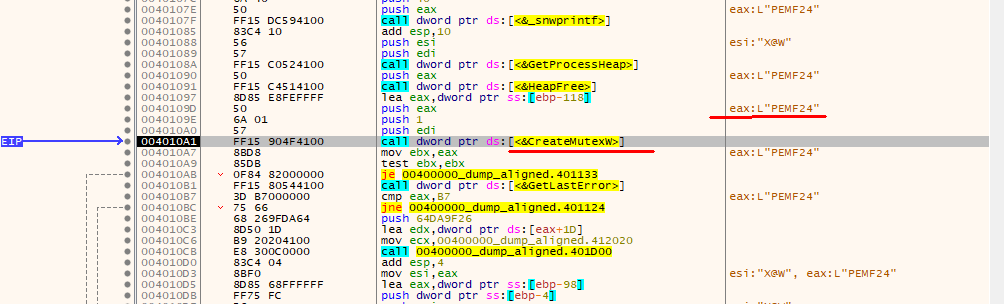 0040107E 50 push eax eax:L"PEMF24"
0040107F FF15 DC594100 call dword ptr ds:[<&_snwprintf>]
00401085 83C4 10 add esp,10
00401088 56 push esi esi:"X@W"
00401089 57 push edi
0040108A FF15 C0524100 call dword ptr ds:[<&GetProcessHeap>]
00401090 50 push eax eax:L"PEMF24"
00401091 FF15 C4514100 call dword ptr ds:[<&HeapFree>]
00401097 8D85 E8FEFFFF lea eax,dword ptr ss:[ebp-118]
0040109D 50 push eax eax:L"PEMF24"
0040109E 6A 01 push 1
004010A0 57 push edi
EIP 004010A1 FF15 904F4100 call dword ptr ds:[<&CreateMutexW>]
004010A7 8BD8 mov ebx,eax eax:L"PEMF24"
004010A9 85DB test ebx,ebx
004010AB 0F84 82000000 je 00400000_dump_aligned.401133
004010B1 FF15 80544100 call dword ptr ds:[<&GetLastError>]
004010B7 3D B7000000 cmp eax,B7 eax:L"PEMF24"
004010BC 75 66 jne 00400000_dump_aligned.401124
004010BE 68 269FDA64 push 64DA9F26
004010C3 8D50 1D lea edx,dword ptr ds:[eax+1D]
004010C6 B9 20204100 mov ecx,00400000_dump_aligned.412020
004010CB E8 300C0000 call 00400000_dump_aligned.401D00
004010D0 83C4 04 add esp,4
004010D3 8BF0 mov esi,eax esi:"X@W", eax:L"PEMF24"
004010D5 8D85 68FFFFFF lea eax,dword ptr ss:[ebp-98]
004010DB FF75 FC push dword ptr ss:[ebp-4]